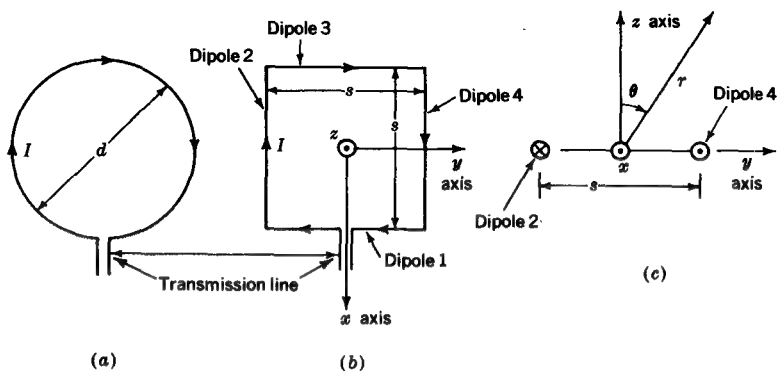 Dipole 3
Dipole 2
s
Dipole 4
I
d
I
z
s
y
axis
Dipole 1
Transmission line
x axis
(a)
(b)
z axis
r
θ
Dipole 4
x
y
axis
s
Dipole 2
(c)